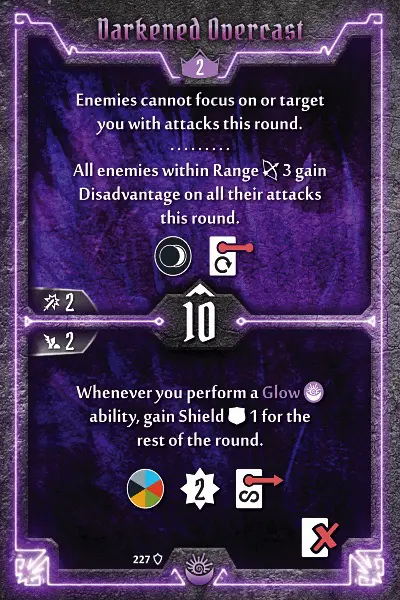 Darkened Overcast
2
Enemies cannot focus on or target
you with attacks this round.
.........
All enemies within Range 3 gain
Disadvantage on all their attacks
this round.
2
10
2
Whenever you perform a Glow
ability, gain Shield 1 for the
rest of the round.
2
227